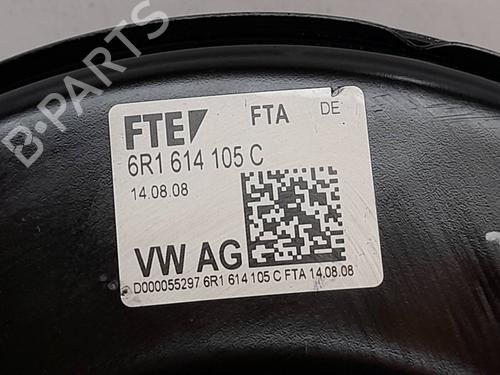 B-PARTS
FTE FTA DE
6R1 614 105 C
14.08.08
VW AG
D000055297 6R1 614 105 C FTA 14.08.08